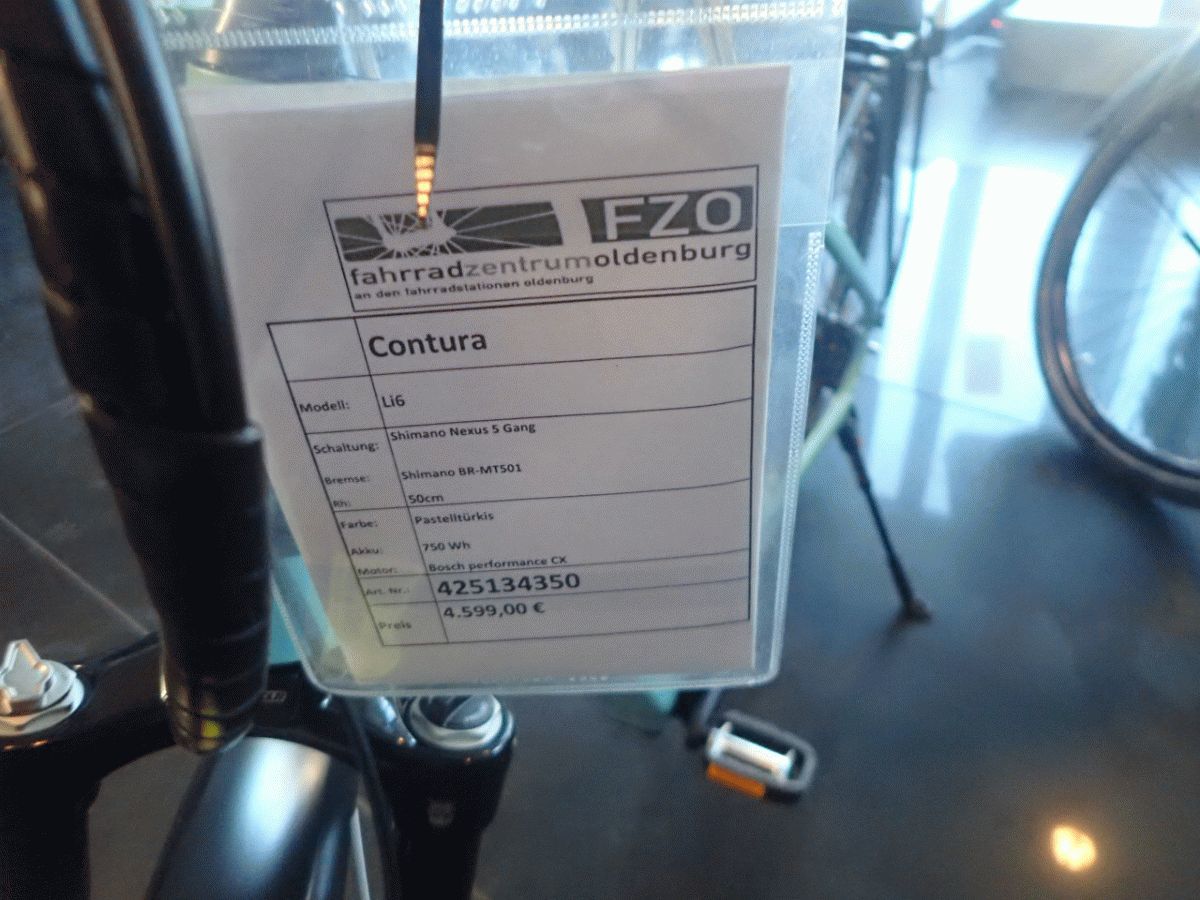 FZO
fahrradzentrumoldenburg
an den fahrradstationen oldenburg
Contura
Modell: Li6
Schaltung: Shimano Nexus 5 Gang
Bremse: Shimano BR-MT501
Rh: 50cm
Farbe: Pastelltürkis
Akku: 750 Wh
Motor: Bosch performance CX
Art. Nr.: 425134350
Preis 4.599,00 €